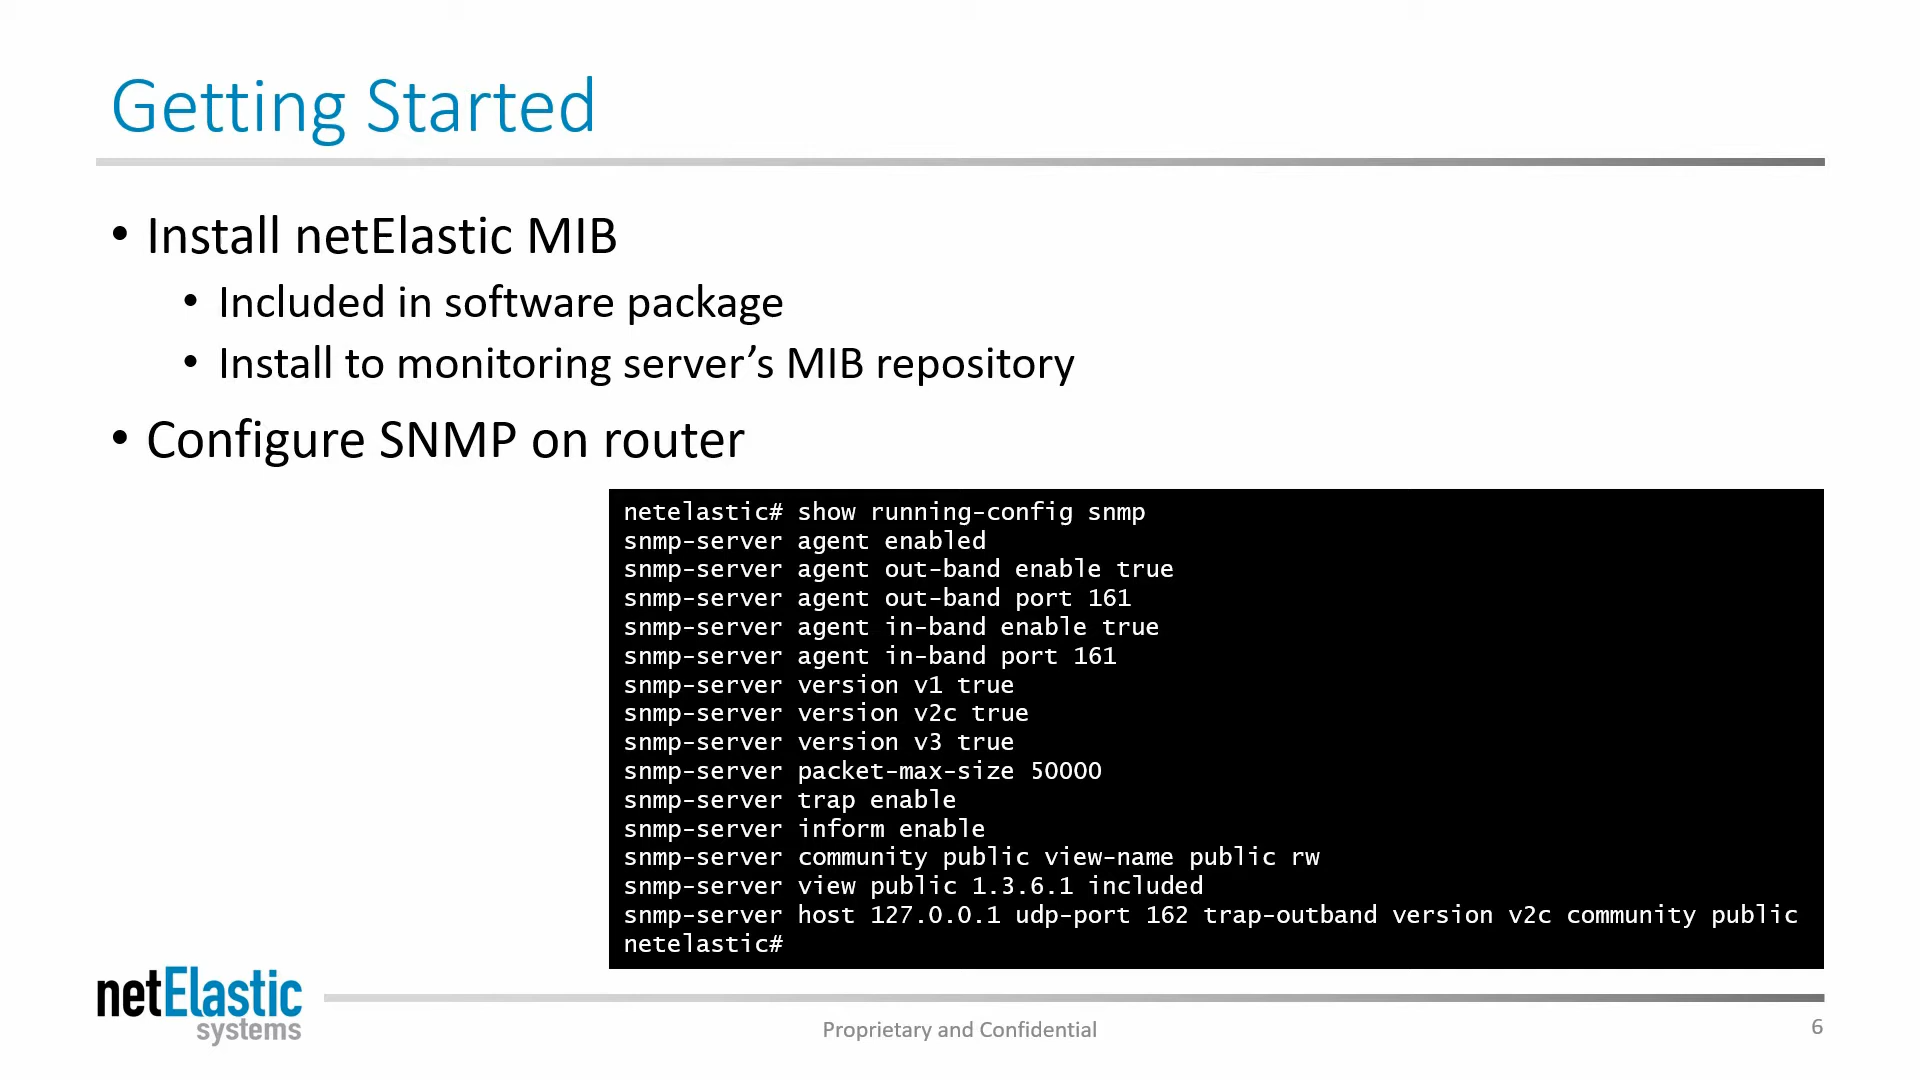 Getting Started
• Install netElastic MIB
• Included in software package
• Install to monitoring server’s MIB repository
• Configure SNMP on router
netelastic# show running-config snmp
snmp-server agent enabled
snmp-server agent out-band enable true
snmp-server agent out-band port 161
snmp-server agent in-band enable true
snmp-server agent in-band port 161
snmp-server version v1 true
snmp-server version v2c true
snmp-server version v3 true
snmp-server packet-max-size 50000
snmp-server trap enable
snmp-server inform enable
snmp-server community public view-name public rw
snmp-server view public 1.3.6.1 included
snmp-server host 127.0.0.1 udp-port 162 trap-outband version v2c community public
netelastic#
netElastic
systems
Proprietary and Confidential
6